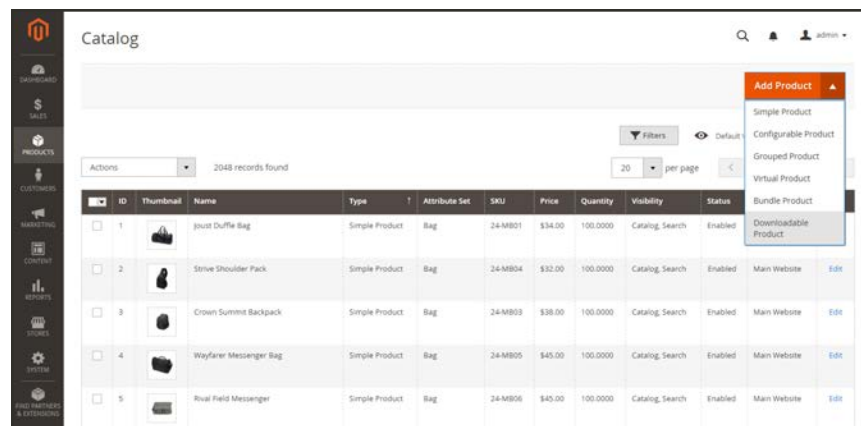 Catalog
admin
DASHBOARD
$
SALES
PRODUCTS
CUSTOMERS
MARKETING
CONTENT
REPORTS
STORES
SYSTEM
FIND PARTNERS
& EXTENSIONS
Add Product
Simple Product
Configurable Product
Grouped Product
Virtual Product
Bundle Product
Downloadable
Product
Filters Default
Actions 2048 records found 20 per page
ID Thumbnail Name Type ↑ Attribute Set SKU Price Quantity Visibility Status
1 Joust Duffle Bag Simple Product Bag 24-MB01 $34.00 100.0000 Catalog, Search Enabled
2 Strive Shoulder Pack Simple Product Bag 24-MB04 $32.00 100.0000 Catalog, Search Enabled Main Website Edit
3 Crown Summit Backpack Simple Product Bag 24-MB03 $38.00 100.0000 Catalog, Search Enabled Main Website Edit
4 Wayfarer Messenger Bag Simple Product Bag 24-MB05 $45.00 100.0000 Catalog, Search Enabled Main Website Edit
5 Rival Field Messenger Simple Product Bag 24-MB06 $45.00 100.0000 Catalog, Search Enabled Main Website Edit